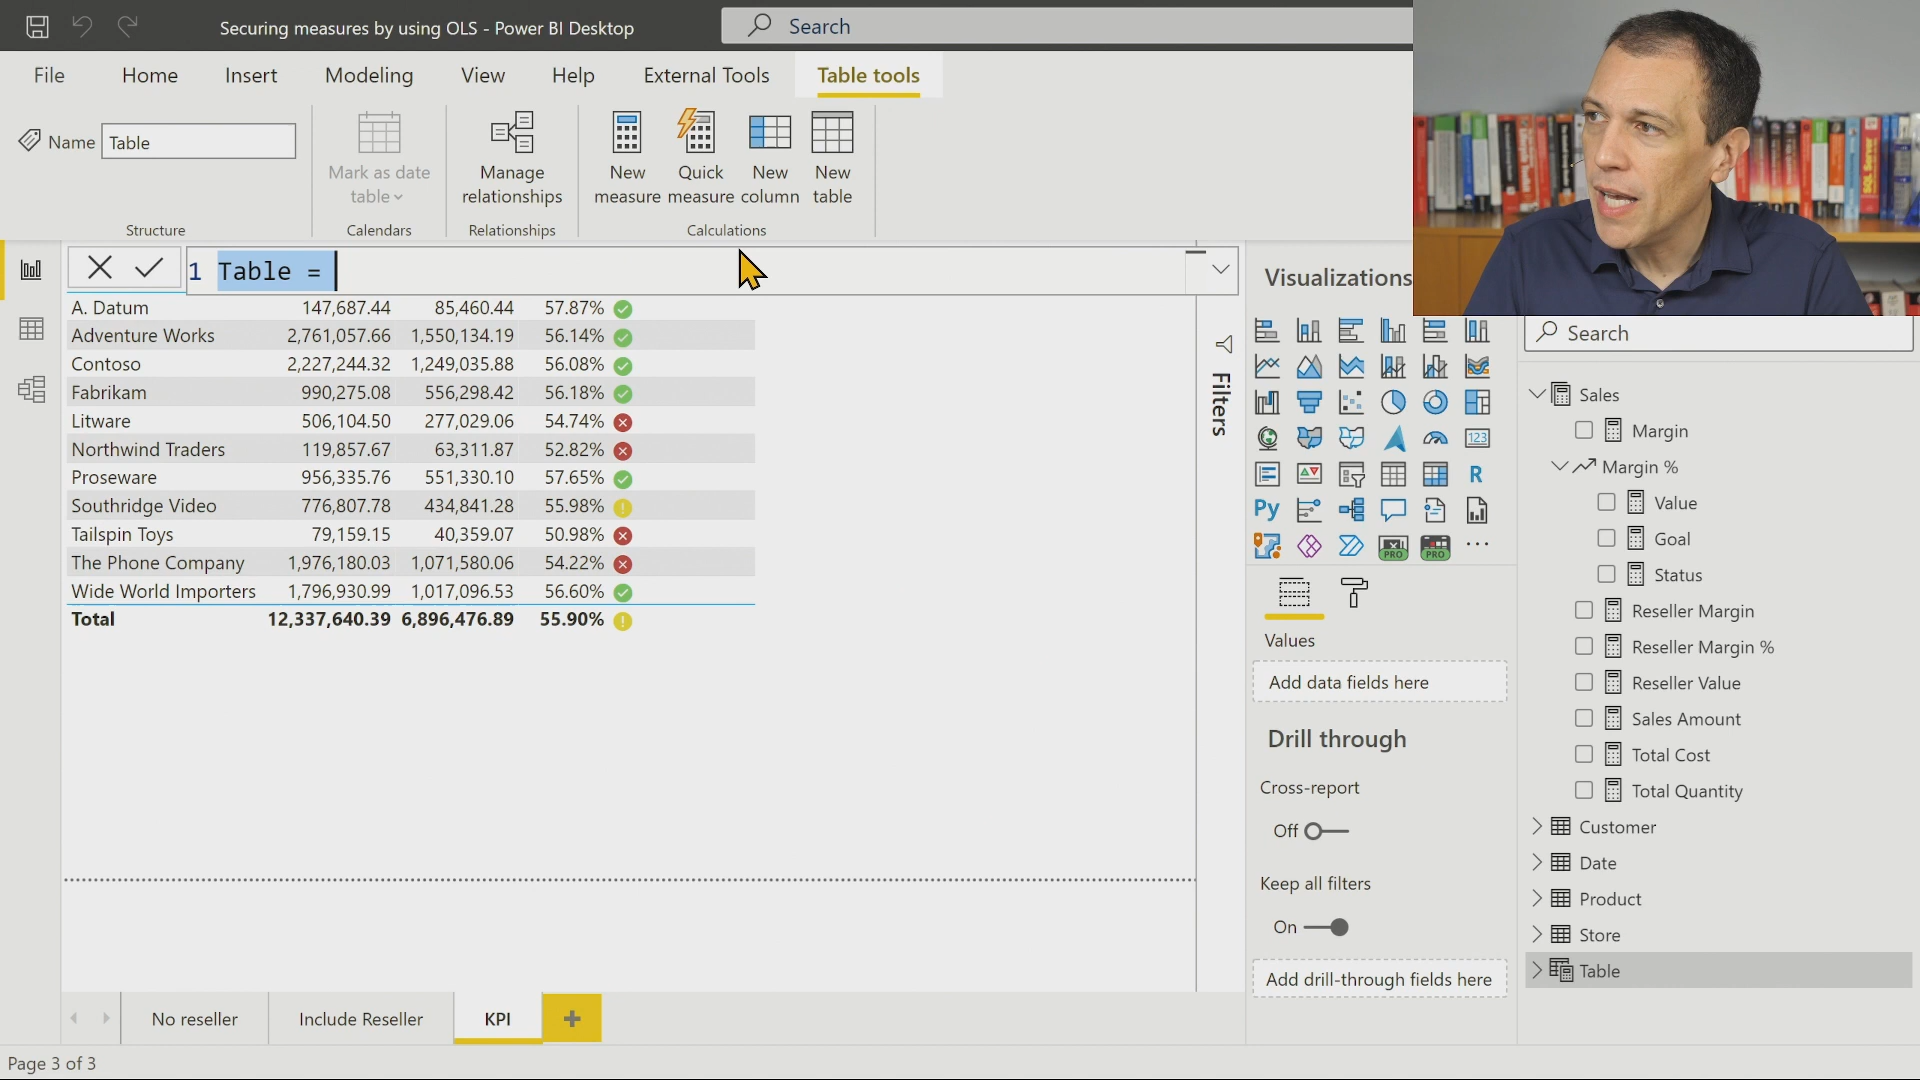 Securing measures by using OLS - Power BI Desktop
Search
File Home Insert Modeling View Help External Tools Table tools
Name Table
Mark as date table
Manage relationships
New measure
Quick measure
New column
New table
Structure Calendars Relationships Calculations
1 Table =
A. Datum 147,687.44 85,460.44 57.87%
Adventure Works 2,761,057.66 1,550,134.19 56.14%
Contoso 2,227,244.32 1,249,035.88 56.08%
Fabrikam 990,275.08 556,298.42 56.18%
Litware 506,104.50 277,029.06 54.74%
Northwind Traders 119,857.67 63,311.87 52.82%
Proseware 956,335.76 551,330.10 57.65%
Southridge Video 776,807.78 434,841.28 55.98%
Tailspin Toys 79,159.15 40,359.07 50.98%
The Phone Company 1,976,180.03 1,071,580.06 54.22%
Wide World Importers 1,796,930.99 1,017,096.53 56.60%
Total 12,337,640.39 6,896,476.89 55.90%
Filters
Visualizations
123
R
Py
PRO
PRO
Values
Add data fields here
Drill through
Cross-report
Off
Keep all filters
On
Add drill-through fields here
Search
Sales
Margin
Margin %
Value
Goal
Status
Reseller Margin
Reseller Margin %
Reseller Value
Sales Amount
Total Cost
Total Quantity
Customer
Date
Product
Store
Table
No reseller Include Reseller KPI
Page 3 of 3